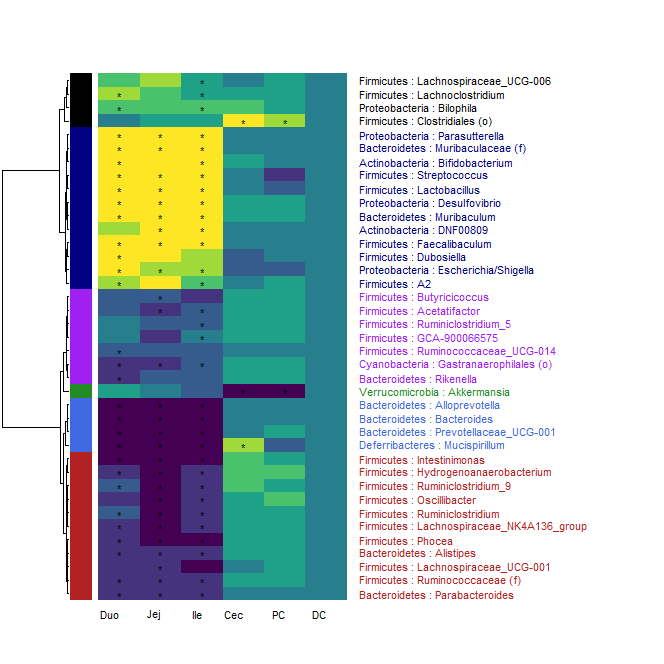 Firmicutes : Lachnospiraceae_UCG-006
Firmicutes : Lachnoclostridium
Proteobacteria : Bilophila
Firmicutes : Clostridiales (o)
Proteobacteria : Parasutterella
Bacteroidetes : Muribaculaceae (f)
Actinobacteria : Bifidobacterium
Firmicutes : Streptococcus
Firmicutes : Lactobacillus
Proteobacteria : Desulfovibrio
Bacteroidetes : Muribaculum
Actinobacteria : DNF00809
Firmicutes : Faecalibaculum
Firmicutes : Dubosiella
Proteobacteria : Escherichia/Shigella
Firmicutes : A2
Firmicutes : Butyricicoccus
Firmicutes : Acetatifactor
Firmicutes : Ruminiclostridium_5
Firmicutes : GCA-900066575
Firmicutes : Ruminococcaceae_UCG-014
Cyanobacteria : Gastranaerophilales (o)
Bacteroidetes : Rikenella
Verrucomicrobia : Akkermansia
Bacteroidetes : Alloprevotella
Bacteroidetes : Bacteroides
Bacteroidetes : Prevotellaceae_UCG-001
Deferribacteres : Mucispirillum
Firmicutes : Intestinimonas
Firmicutes : Hydrogenoanaerobacterium
Firmicutes : Ruminiclostridium_9
Firmicutes : Oscillibacter
Firmicutes : Ruminiclostridium
Firmicutes : Lachnospiraceae_NK4A136_group
Firmicutes : Phocea
Bacteroidetes : Alistipes
Firmicutes : Lachnospiraceae_UCG-001
Firmicutes : Ruminococcaceae (f)
Bacteroidetes : Parabacteroides
Duo Jej Ile Cec PC DC